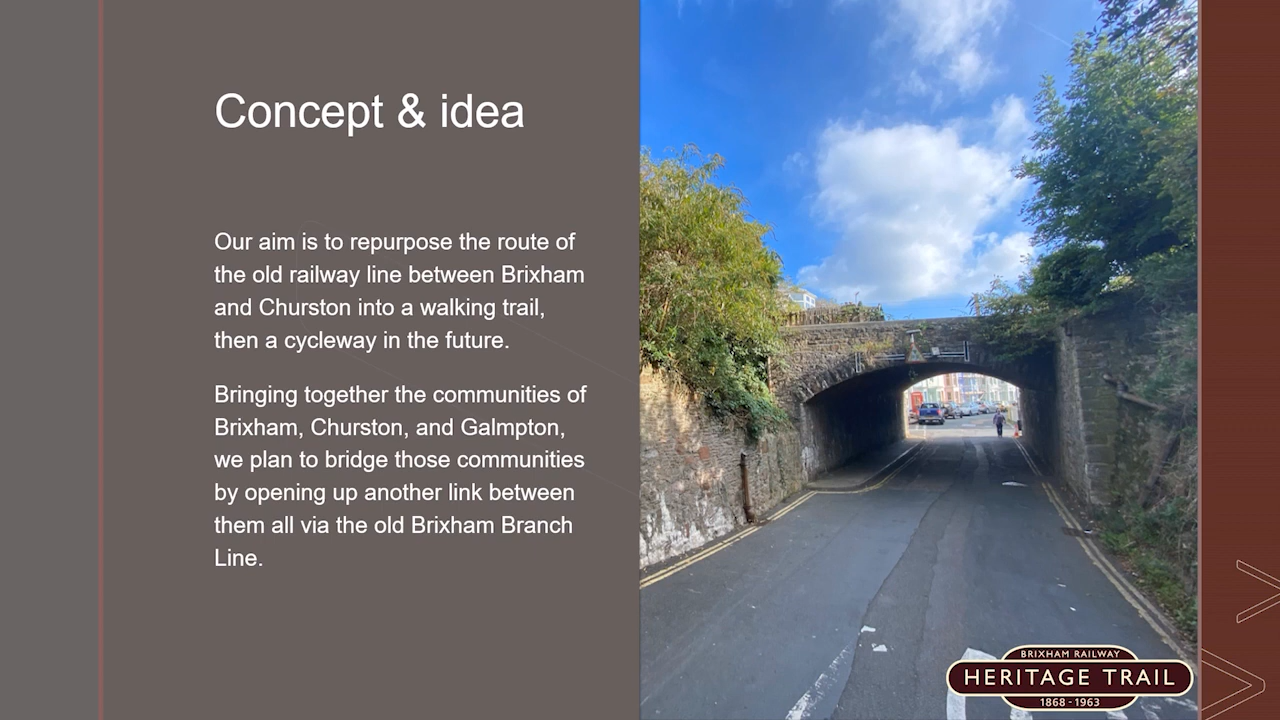 Concept & idea
Our aim is to repurpose the route of
the old railway line between Brixham
and Churston into a walking trail,
then a cycleway in the future.
Bringing together the communities of
Brixham, Churston, and Galmpton,
we plan to bridge those communities
by opening up another link between
them all via the old Brixham Branch
Line.
BRIXHAM RAILWAY
HERITAGE TRAIL
1868 - 1963